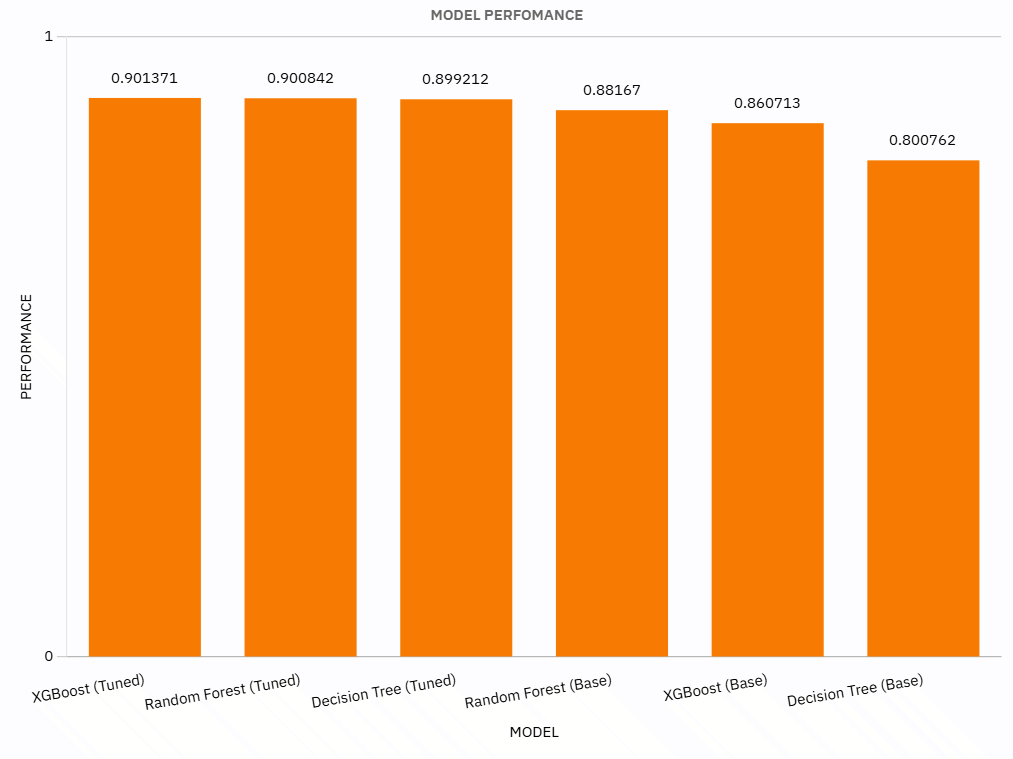 MODEL PERFOMANCE
1
0.901371
0.900842
0.899212
0.88167
0.860713
0.800762
PERFORMANCE
0
XGBoost (Tuned)
Random Forest (Tuned)
Decision Tree (Tuned)
Random Forest (Base)
XGBoost (Base)
Decision Tree (Base)
MODEL